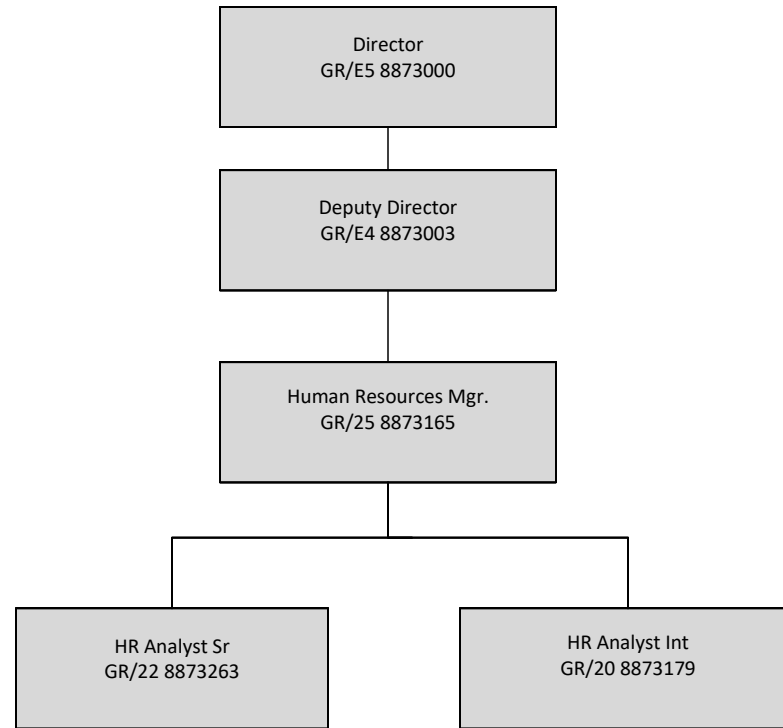 Director
GR/E5 8873000
Deputy Director
GR/E4 8873003
Human Resources Mgr.
GR/25 8873165
HR Analyst Sr
GR/22 8873263
HR Analyst Int
GR/20 8873179